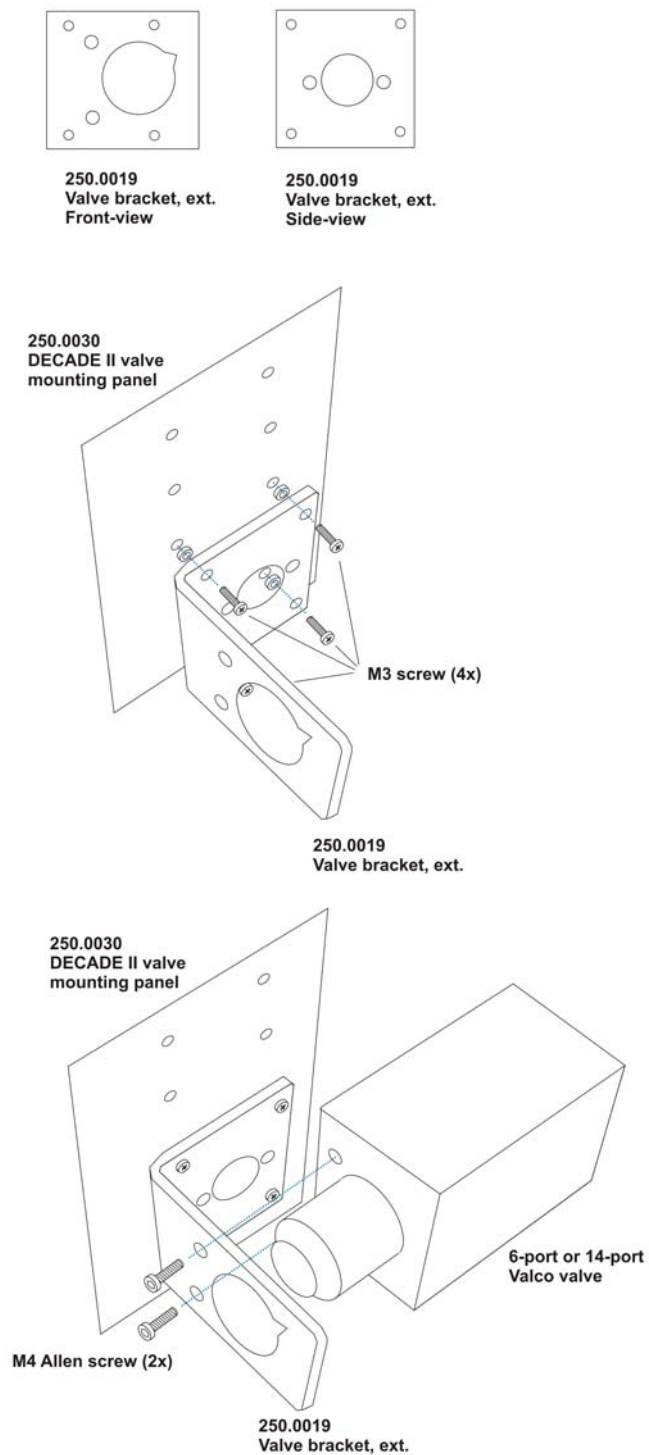 250.0019
Valve bracket, ext.
Front-view
250.0019
Valve bracket, ext.
Side-view
250.0030
DECADE II valve
mounting panel
M3 screw (4x)
250.0019
Valve bracket, ext.
250.0030
DECADE II valve
mounting panel
6-port or 14-port
Valco valve
M4 Allen screw (2x)
250.0019
Valve bracket, ext.